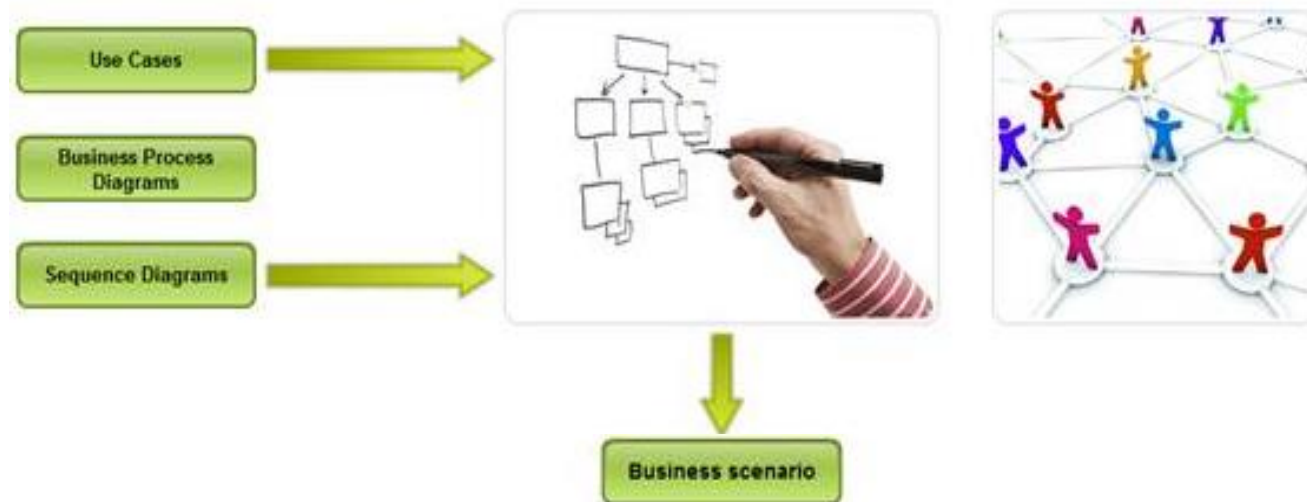 Use Cases
Business Process
Diagrams
Sequence Diagrams
Business scenario